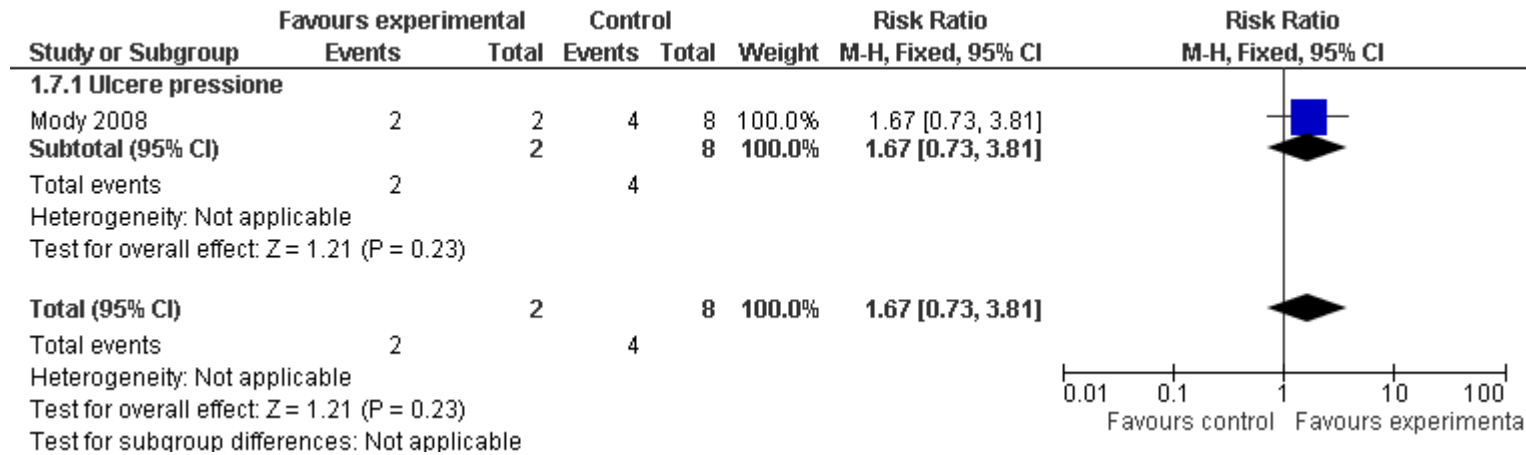 Favours experimental Control Risk Ratio Risk Ratio
Study or Subgroup Events Total Events Total Weight M-H, Fixed, 95% CI M-H, Fixed, 95% CI
1.7.1 Ulcere pressione
Mody 2008 2 2 4 8 100.0% 1.67 [0.73, 3.81]
Subtotal (95% CI) 2 8 100.0% 1.67 [0.73, 3.81]
Total events 2 4
Heterogeneity: Not applicable
Test for overall effect: Z = 1.21 (P = 0.23)
Total (95% CI) 2 8 100.0% 1.67 [0.73, 3.81]
Total events 2 4
Heterogeneity: Not applicable
Test for overall effect: Z = 1.21 (P = 0.23)
Test for subgroup differences: Not applicable
0.01 0.1 1 10 100
Favours control Favours experimenta